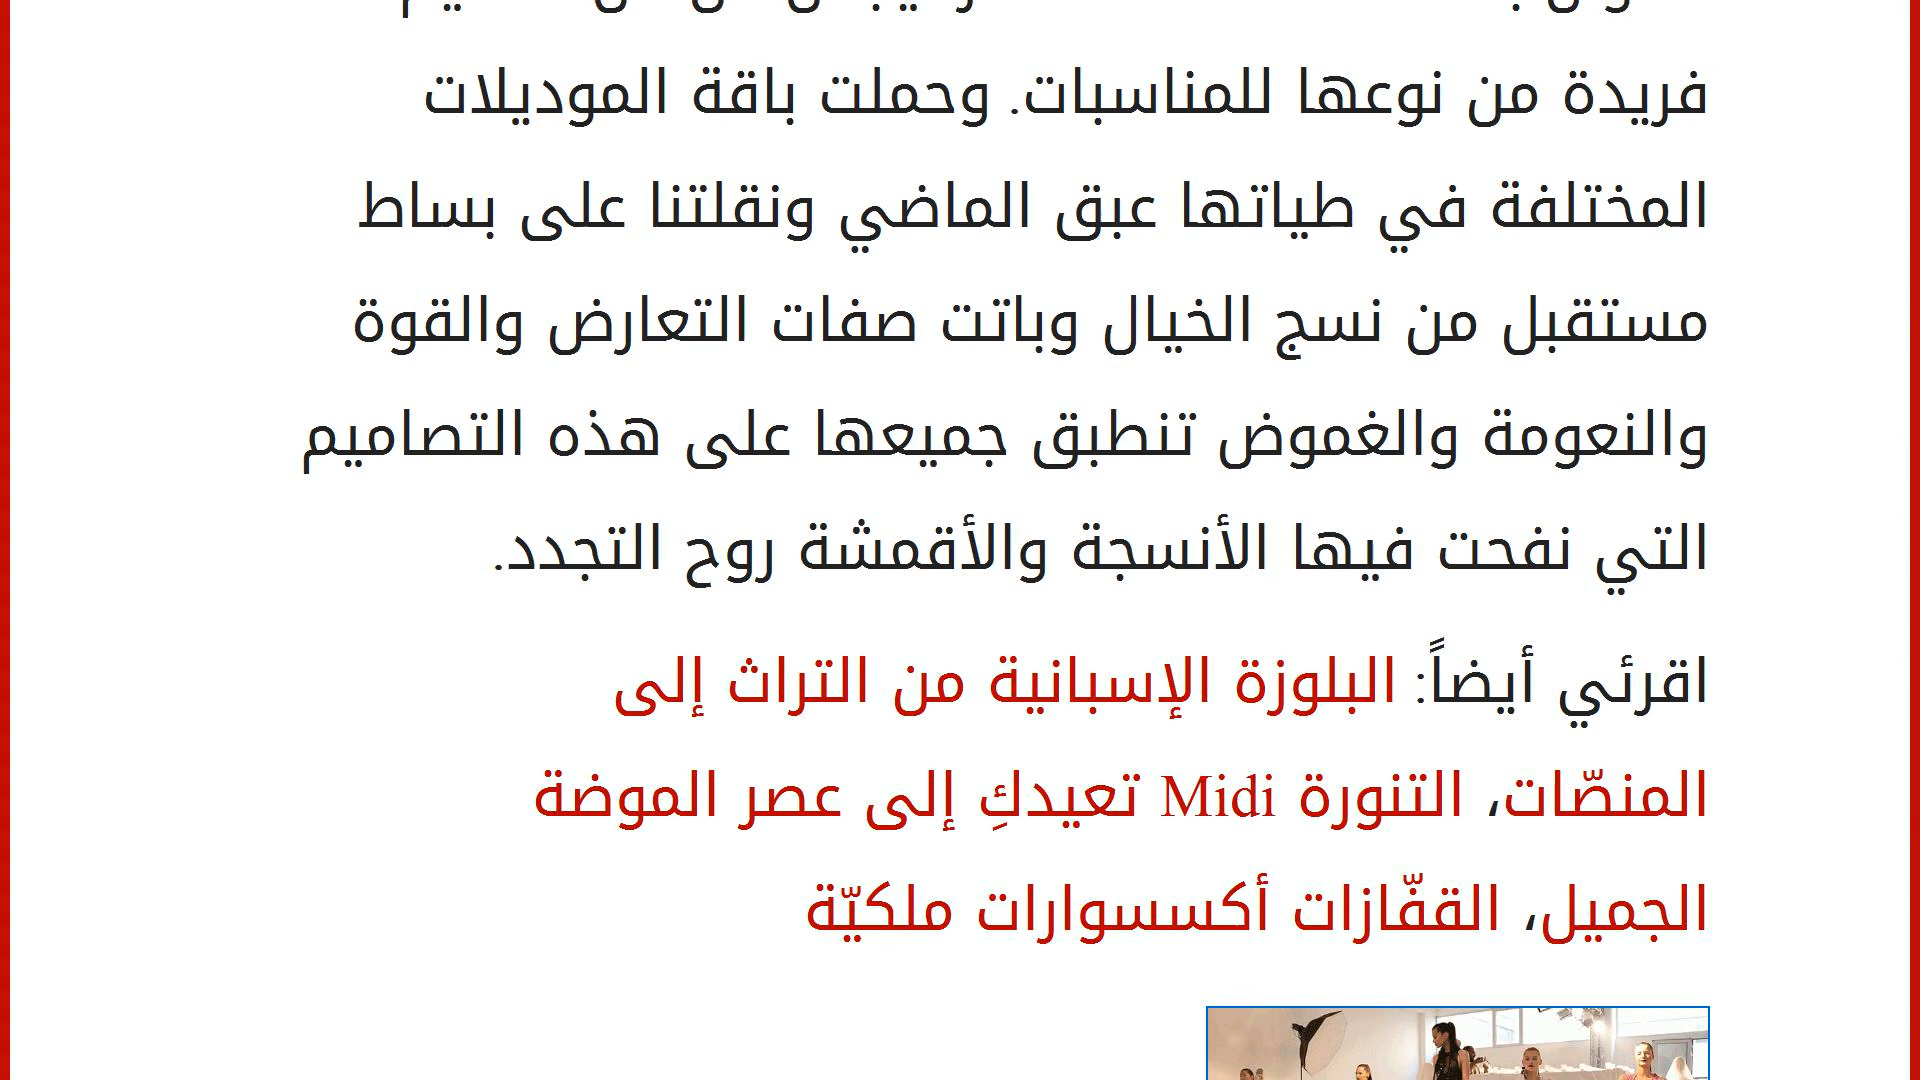 فريدة من نوعها للمناسبات. وحملت باقة الموديلات
المختلفة في طياتها عبق الماضي ونقلتنا على بساط
مستقبل من نسج الخيال وباتت صفات التعارض والقوة
والنعومة والغموض تنطبق جميعها على هذه التصاميم
التي نفحت فيها الأنسجة والأقمشة روح التجدد.
اقرئي أيضاً: البلوزة الإسبانية من التراث إلى
المنصّات، التنورة Midi تعيدكِ إلى عصر الموضة
الجميل، القفّازات أكسسوارات ملكيّة